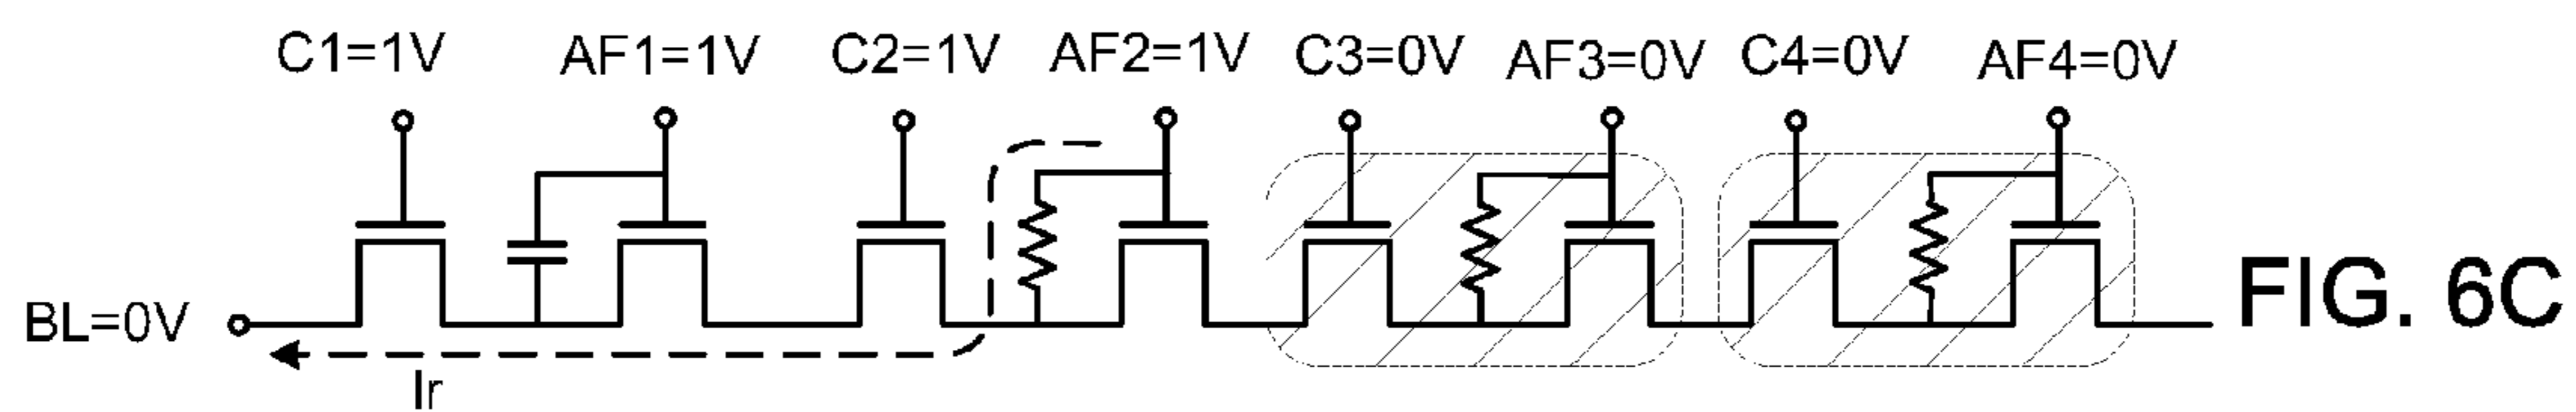 C1=1V AF1=1V C2=1V AF2=1V C3=0V AF3=0V C4=0V AF4=0V
BL=0V
Ir
FIG. 6C